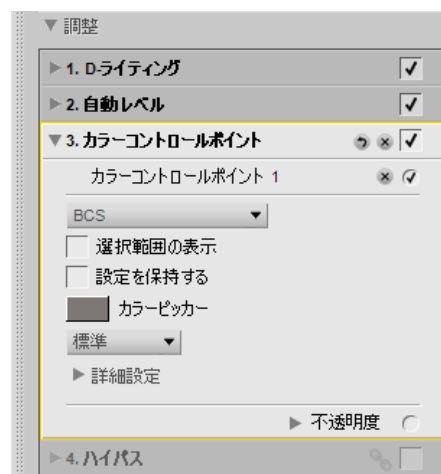 調整
1. D-ライティング
2. 自動レベル
3. カラーコントロールポイント
カラーコントロールポイント 1
BCS
選択範囲の表示
設定を保持する
カラーピッカー
標準
詳細設定
不透明度
4. ハイパス